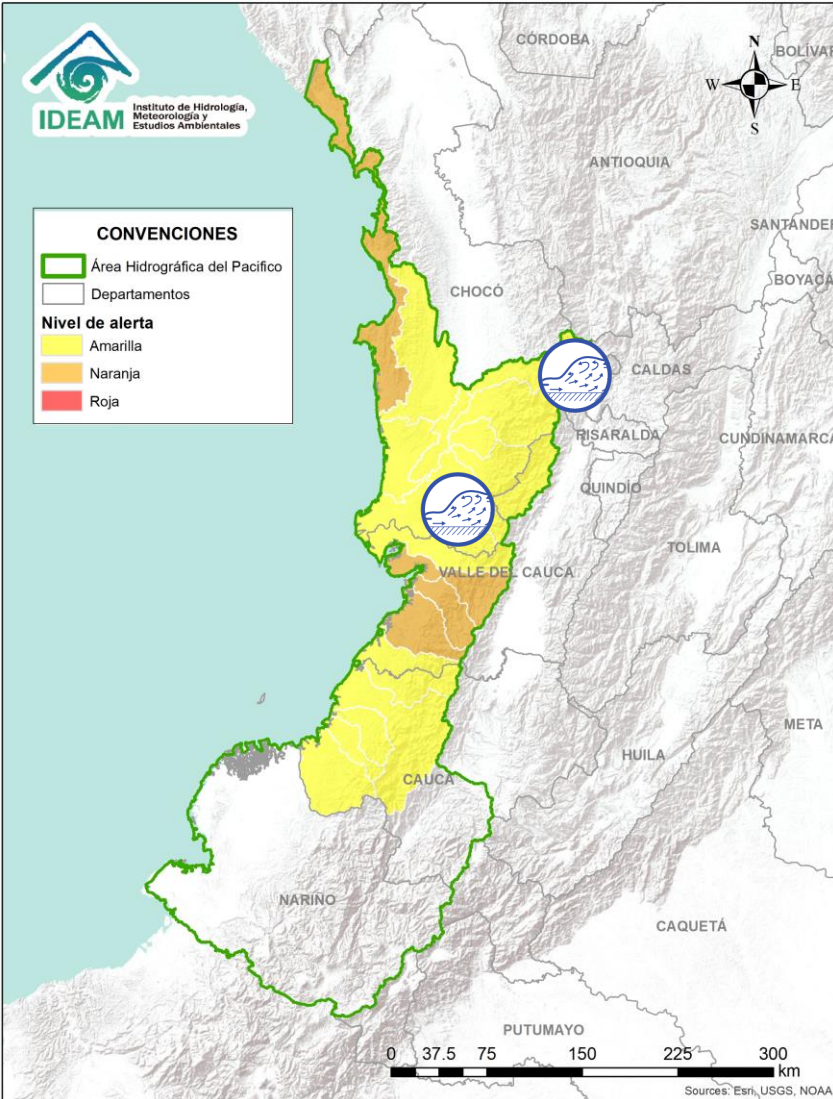 IDEAM
Instituto de Hidrología,
Meteorología y
Estudios Ambientales
N
W
E
S
CÓRDOBA
BOLÍVAR
ANTIOQUIA
SANTANDER
BOYACÁ
CHOCÓ
CALDAS
RISARALDA
CUNDINAMARCA
QUINDÍO
TOLIMA
VALLE DEL CAUCA
META
HUILA
CAUCA
NARIÑO
CAQUETÁ
PUTUMAYO
CONVENCIONES
Área Hidrográfica del Pacifico
Departamentos
Nivel de alerta
Amarilla
Naranja
Roja
0 37.5 75 150 225 300
km
Sources: Esri, USGS, NOAA